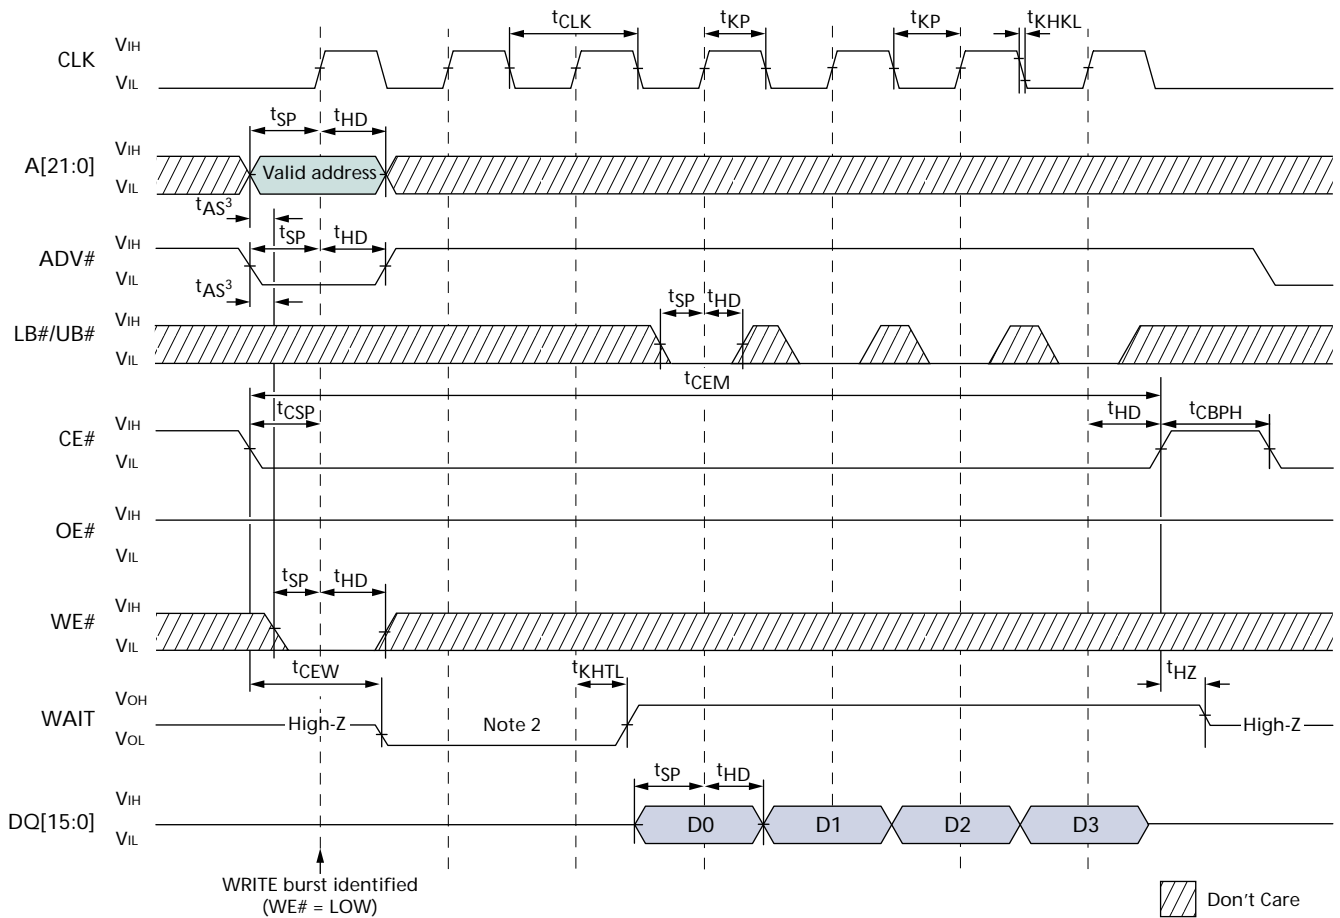 tCLK tKP tKP tKHKL
CLK VIH
VIL
tSP tHD
A[21:0] VIH
VIL Valid address
tAS3
tSP tHD
ADV# VIH
VIL
tAS3
tSP tHD
LB#/UB# VIH
VIL
tCEM
tCSP tHD tCBPH
CE# VIH
VIL
OE# VIH
VIL
tSP tHD
WE# VIH
VIL
tCEW tKHTL tHZ
WAIT VOH
VOL High-Z Note 2 High-Z
tSP tHD
DQ[15:0] VIH
VIL D0 D1 D2 D3
WRITE burst identified
(WE# = LOW)
Don't Care